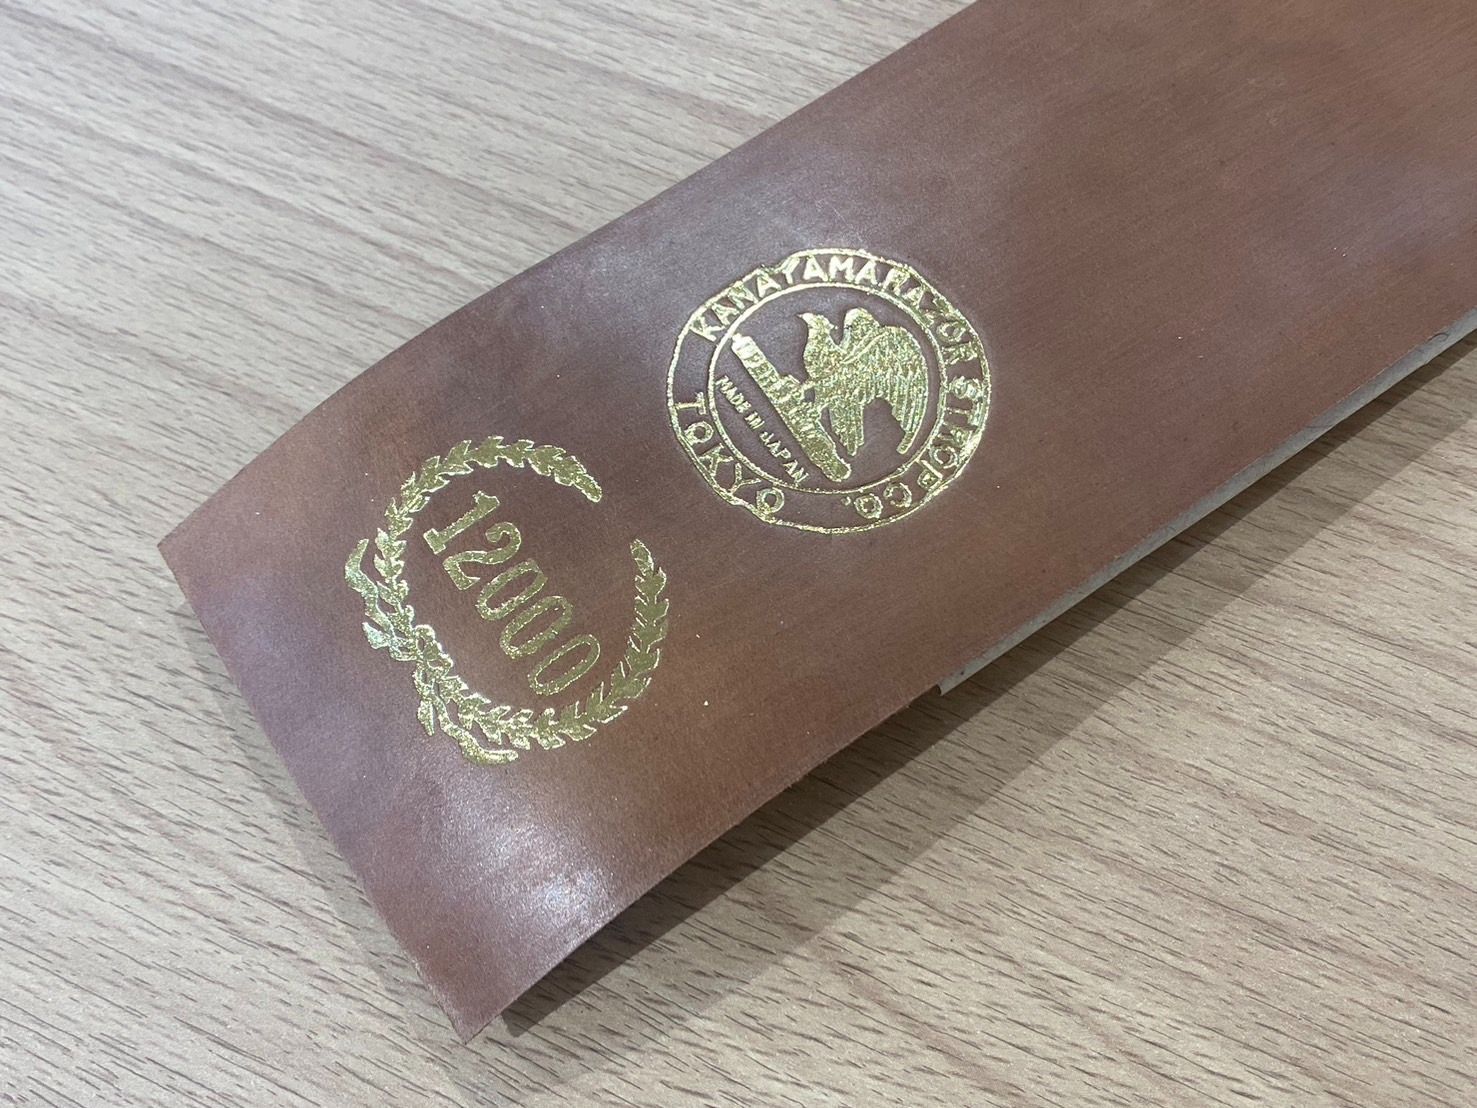 KANAYAMA RAZOR STROP CO.
TOKYO
MADE IN JAPAN
12000